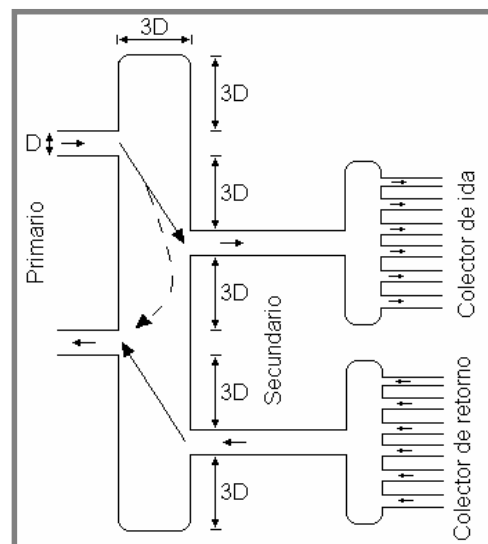 3D
3D
D
3D
Primario
Colector de ida
3D
Secundario
3D
Colector de retorno
3D